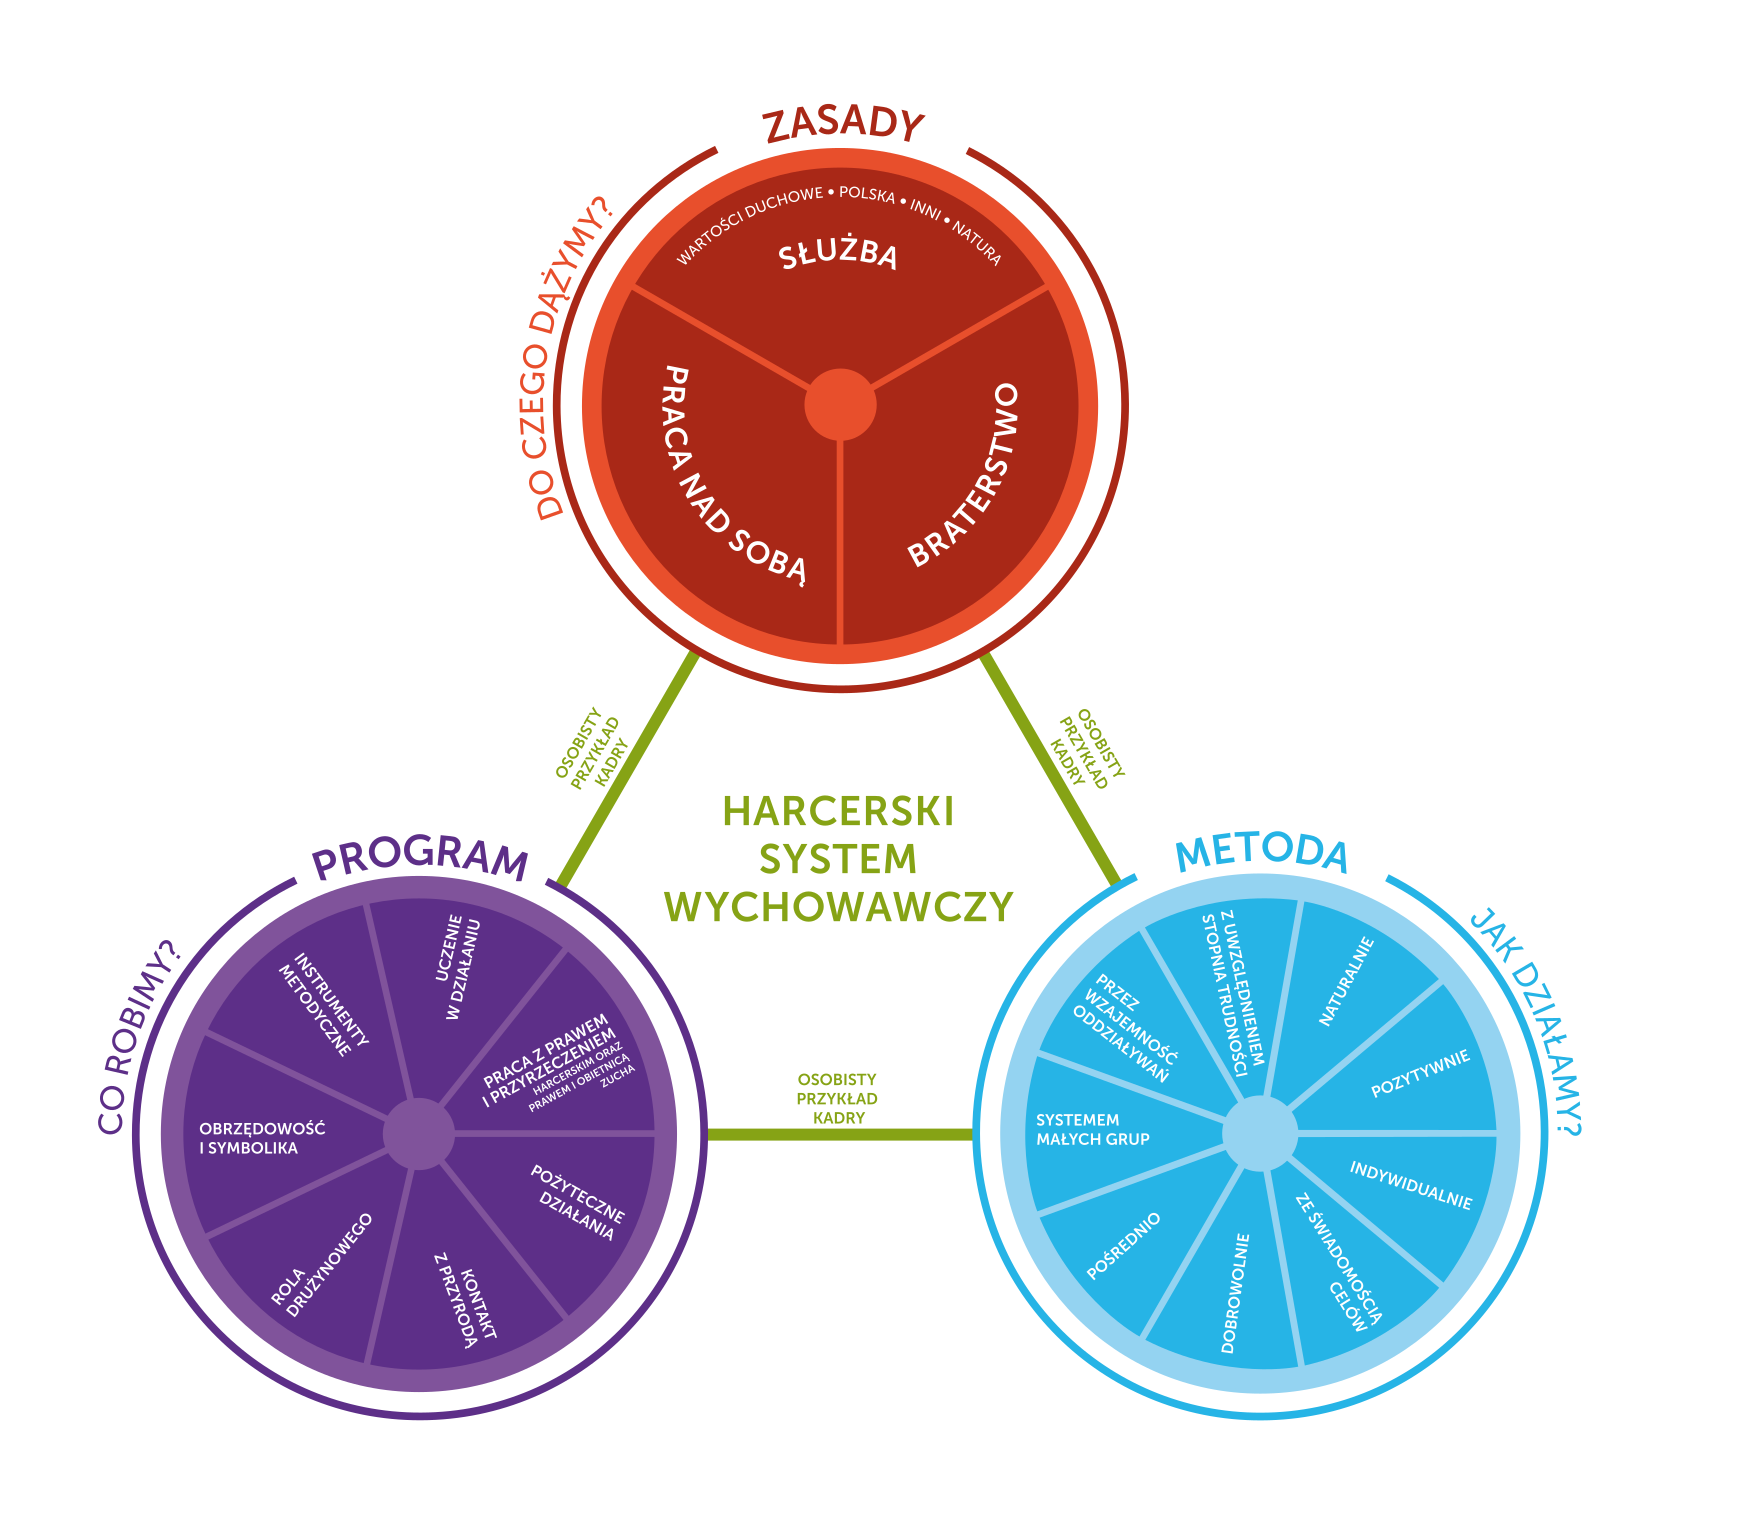 ZASADY
DO CZEGO DĄŻYMY?
WARTOŚCI DUCHOWE • POLSKA • INNI • NATURA
SŁUŻBA
PRACA NAD SOBĄ
BRATERSTWO
OSOBISTY
PRZYKŁAD
KADRY
OSOBISTY
PRZYKŁAD
KADRY
HARCERSKI
SYSTEM
WYCHOWAWCZY
PROGRAM
CO ROBIMY?
UCZENIE
W DZIAŁANIU
PRACA Z PRAWEM
I PRZYRZECZENIEM
HARCERSKIM ORAZ
PRAWEM I OBIETNICĄ
ZUCHA
POŻYTECZNE
DZIAŁANIA
KONTAKT
Z PRZYRODĄ
ROLA
DRUŻYNOWEGO
OBRZĘDOWOŚĆ
I SYMBOLIKA
INSTRUMENTY
METODYCZNE
OSOBISTY
PRZYKŁAD
KADRY
METODA
JAK DZIAŁAMY?
Z UWZGLĘDNIENIEM
STOPNIA TRUDNOŚCI
NATURALNIE
POZYTYWNIE
INDYWIDUALNIE
ZE ŚWIADOMOŚCIĄ
CELÓW
DOBROWOLNIE
POŚREDNIO
SYSTEMEM
MAŁYCH GRUP
PRZEZ
WZAJEMNOŚĆ
ODDZIAŁYWAŃ